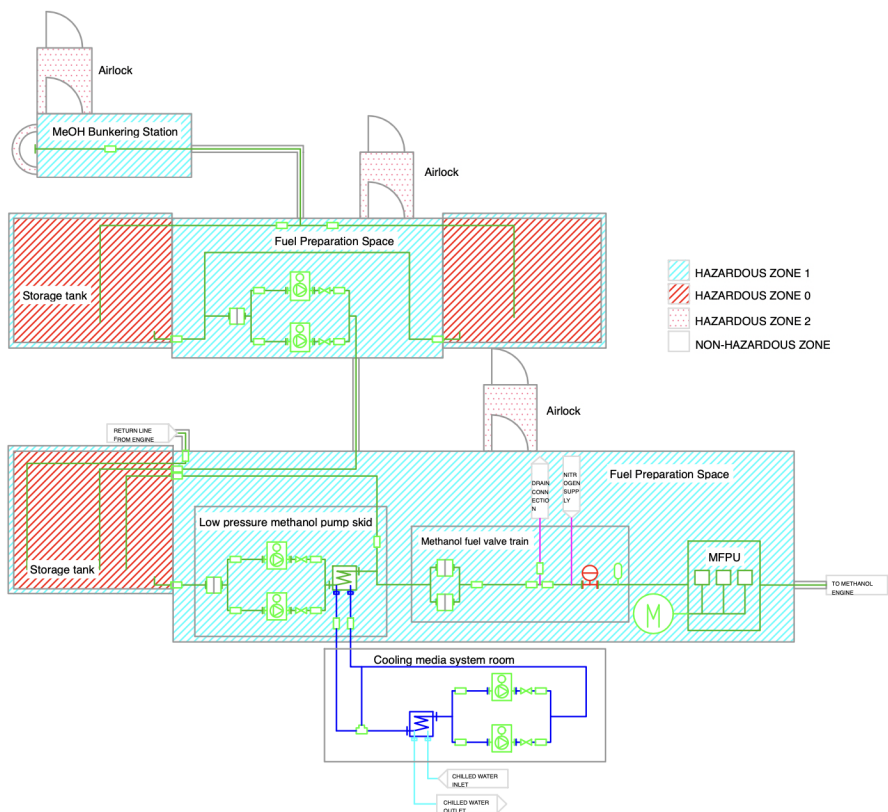 Airlock
MeOH Bunkering Station
Airlock
Fuel Preparation Space
Storage tank
HAZARDOUS ZONE 1
HAZARDOUS ZONE 0
HAZARDOUS ZONE 2
NON-HAZARDOUS ZONE
Airlock
RETURN LINE
FROM ENGINE
Fuel Preparation Space
DRAIN
CONNECTIO
N
NITR
OGEN
SUPP
LY
Low pressure methanol pump skid
Methanol fuel valve train
MFPU
Storage tank
M
TO METHANOL
ENGINE
Cooling media system room
CHILLED WATER
INLET
CHILLED WATER
OUTLET